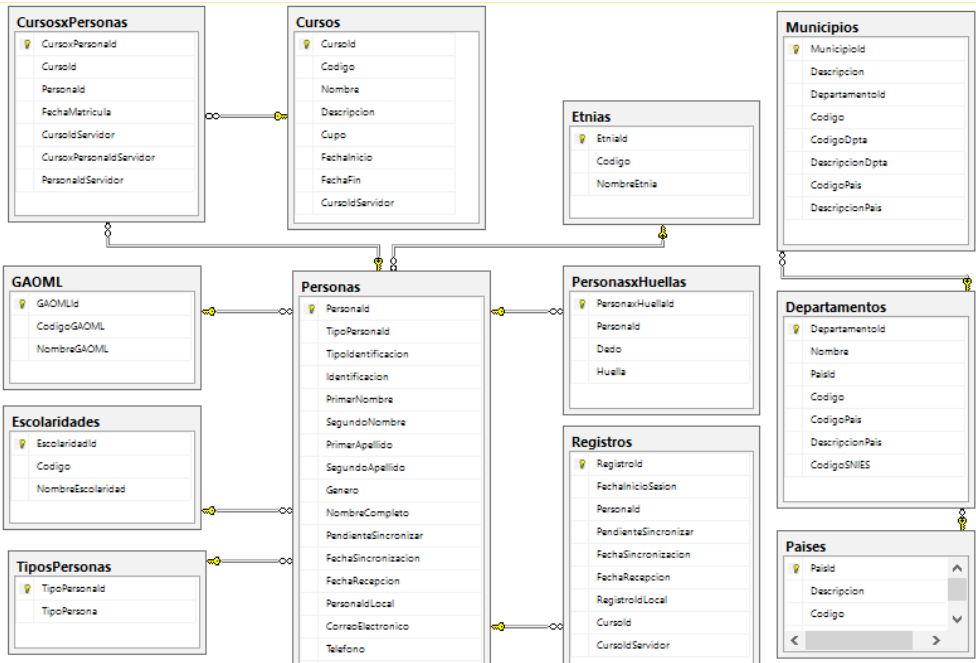 CursosxPersonas
CursoxPersonaId
CursoId
PersonaId
FechaMatricula
CursoIdServidor
CursoxPersonaIdServidor
PersonaIdServidor
Cursos
CursoId
Codigo
Nombre
Descripcion
Cupo
FechaInicio
FechaFin
CursoIdServidor
Etnias
EtniaId
Codigo
NombreEtnia
Municipios
MunicipioId
Descripcion
DepartamentoId
Codigo
CodigoDpta
DescripcionDpta
CodigoPais
DescripcionPais
GAOML
GAOMLId
CodigoGAOML
NombreGAOML
Escolaridades
EscolaridadId
Codigo
NombreEscolaridad
TiposPersonas
TipoPersonaId
TipoPersona
Personas
PersonaId
TipoPersonaId
TipoIdentificacion
Identificacion
PrimerNombre
SegundoNombre
PrimerApellido
SegundoApellido
Genero
NombreCompleto
PendienteSincronizar
FechaSincronizacion
FechaRecepcion
PersonaIdLocal
CorreoElectronico
Telefono
PersonasxHuellas
PersonaxHuellaId
PersonaId
Dedo
Huella
Registros
RegistroId
FechaInicioSesion
PersonaId
PendienteSincronizar
FechaSincronizacion
FechaRecepcion
RegistroIdLocal
CursoId
CursoIdServidor
Departamentos
DepartamentoId
Nombre
PaisId
Codigo
CodigoPais
DescripcionPais
CodigoSNIES
Paises
PaisId
Descripcion
Codigo